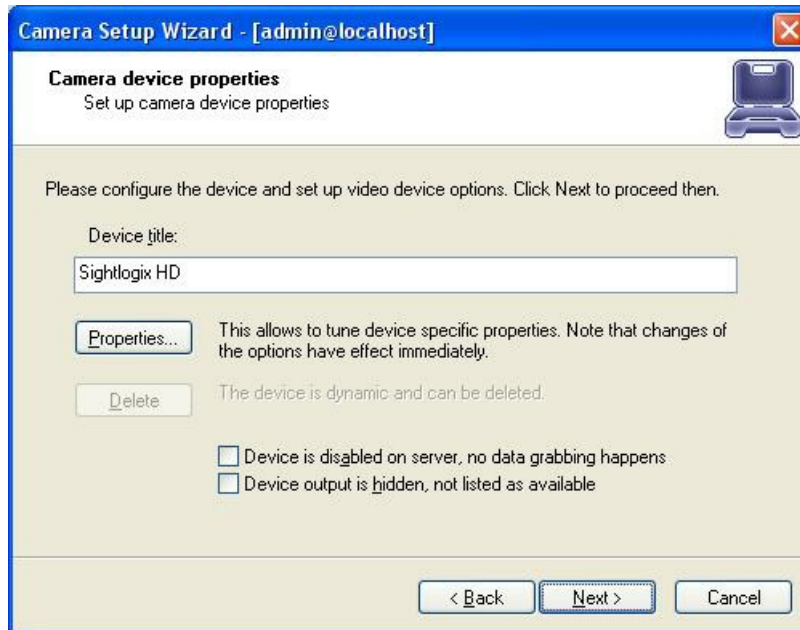 Camera Setup Wizard - [admin@localhost]
Camera device properties
Set up camera device properties
Please configure the device and set up video device options. Click Next to proceed then.
Device title:
Sightlogix HD
Properties...
This allows to tune device specific properties. Note that changes of
the options have effect immediately.
Delete
The device is dynamic and can be deleted.
Device is disabled on server, no data grabbing happens
Device output is hidden, not listed as available
< Back
Next >
Cancel